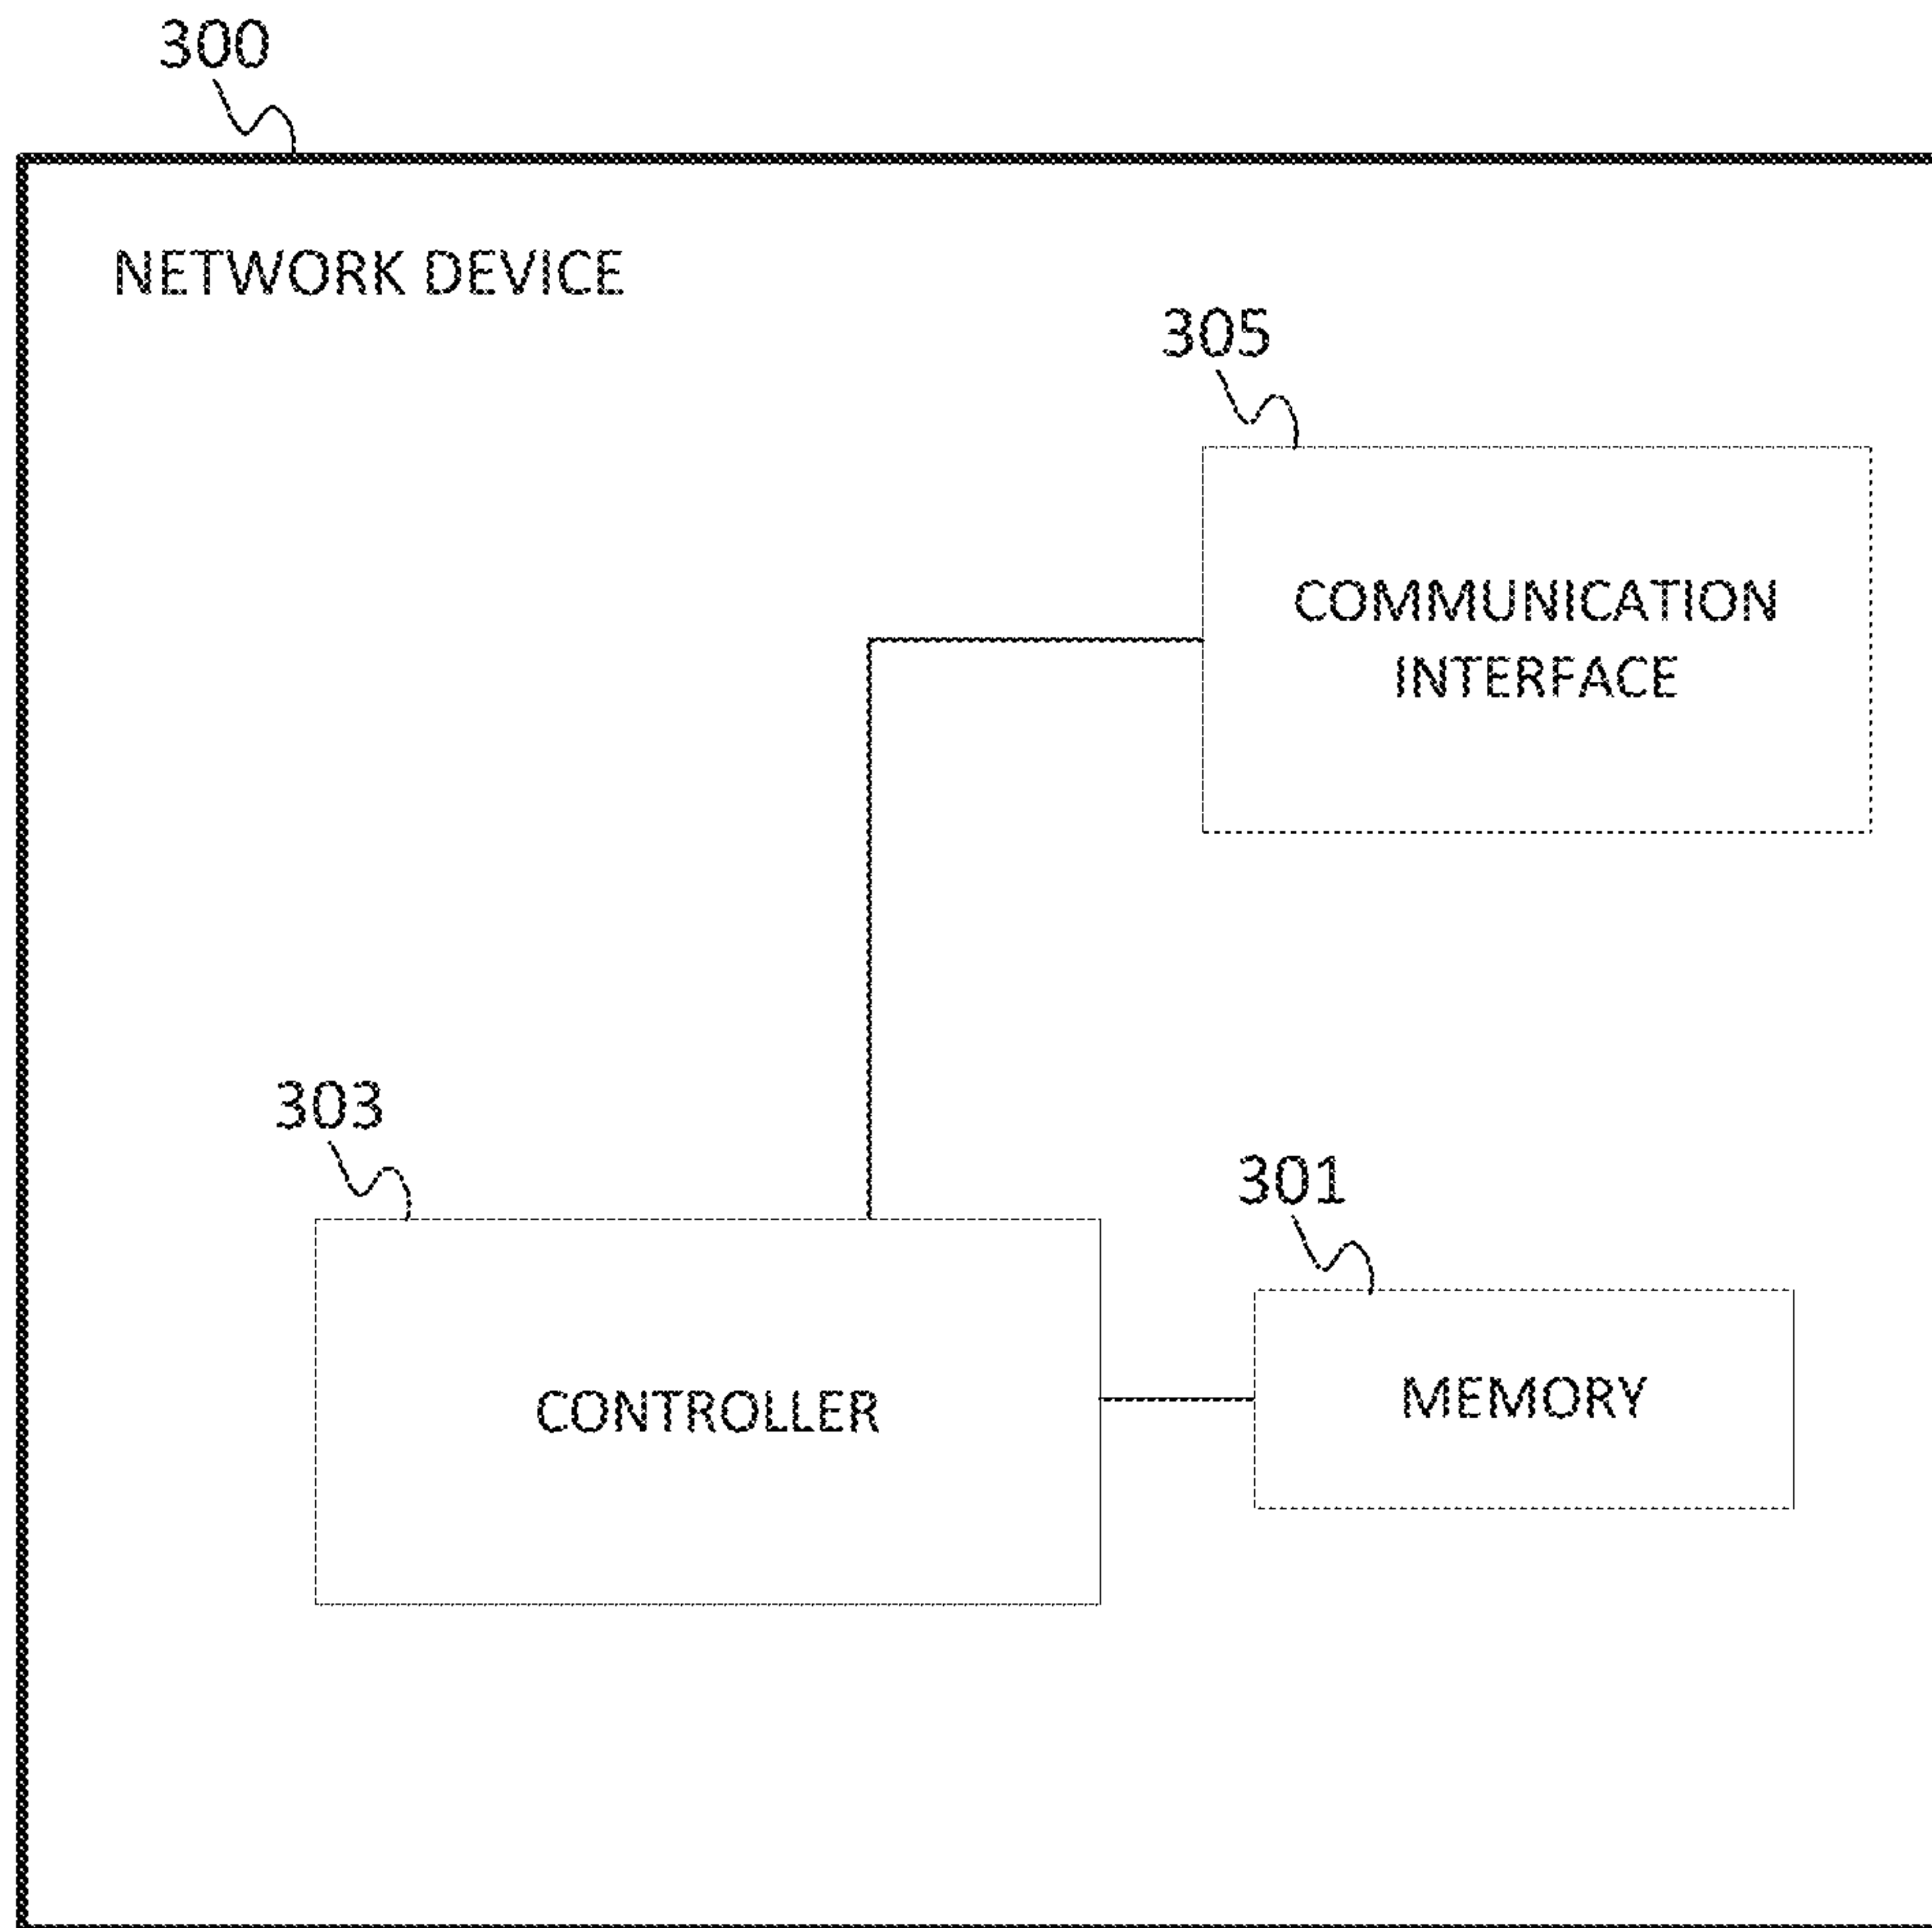 300
NETWORK DEVICE
305
COMMUNICATION
INTERFACE
303
301
CONTROLLER
MEMORY